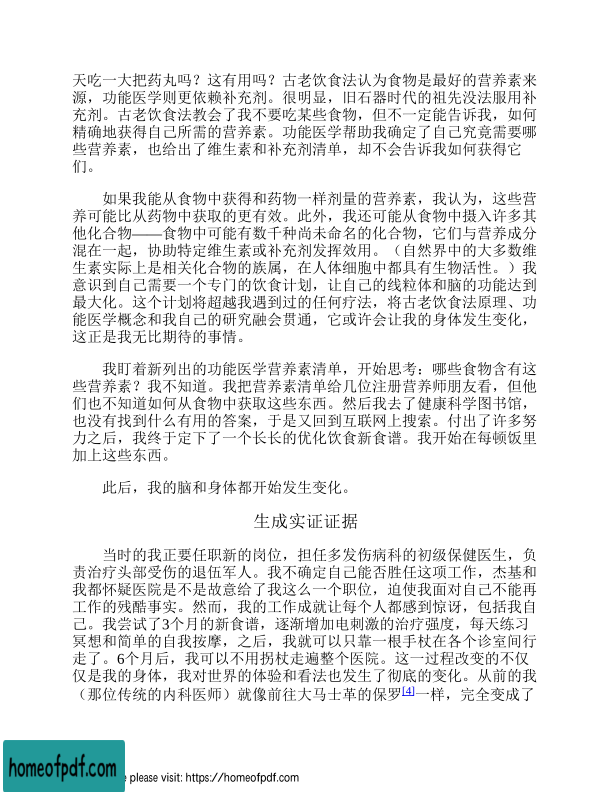 天吃一大把药丸吗？这有用吗？古老饮食法认为食物是最好的营养素来
源，功能医学则更依赖补充剂。很明显，旧石器时代的祖先没法服用补
充剂。古老饮食法教会了我不要吃某些食物，但不一定能告诉我，如何
精确地获得自己所需的营养素。功能医学帮助我确定了自己究竟需要哪
些营养素，也给出了维生素和补充剂清单，却不会告诉我如何获得它
们。
如果我能从食物中获得和药物一样剂量的营养素，我认为，这些营
养可能比从药物中获取的更有效。此外，我还可能从食物中摄入许多其
他化合物——食物中可能有数千种尚未命名的化合物，它们与营养成分
混在一起，协助特定维生素或补充剂发挥效用。（自然界中的大多数维
生素实际上是相关化合物的族属，在人体细胞中都具有生物活性。）我
意识到自己需要一个专门的饮食计划，让自己的线粒体和脑的功能达到
最大化。这个计划将超越我遇到过的任何疗法，将古老饮食法原理、功
能医学概念和我自己的研究融会贯通，它或许会让我的身体发生变化，
这正是我无比期待的事情。
我盯着新列出的功能医学营养素清单，开始思考：哪些食物含有这
些营养素？我不知道。我把营养素清单给几位注册营养师朋友看，但他
们也不知道如何从食物中获取这些东西。然后我去了健康科学图书馆，
也没有找到什么有用的答案，于是又回到互联网上搜索。付出了许多努
力之后，我终于定下了一个长长的优化饮食新食谱。我开始在每顿饭里
加上这些东西。
此后，我的脑和身体都开始发生变化。
生成实证证据
当时的我正要任职新的岗位，担任多发伤病科的初级保健医生，负
责治疗头部受伤的退伍军人。我不确定自己能否胜任这项工作，杰基和
我都怀疑医院是不是故意给了我这么一个职位，迫使我面对自己不能再
工作的残酷事实。然而，我的工作成就让每个人都感到惊讶，包括我自
己。我尝试了3个月的新食谱，逐渐增加电刺激的治疗强度，每天练习
冥想和简单的自我按摩，之后，我就可以只靠一根手杖在各个诊室间行
走了。6个月后，我可以不用拐杖走遍整个医院。这一过程改变的不仅
仅是我的身体，我对世界的体验和看法也发生了彻底的变化。从前的我
（那位传统的内科医师）就像前往大马士革的保罗[4]一样，完全变成了
homeofpdf.com
e please visit: https://homeofpdf.com